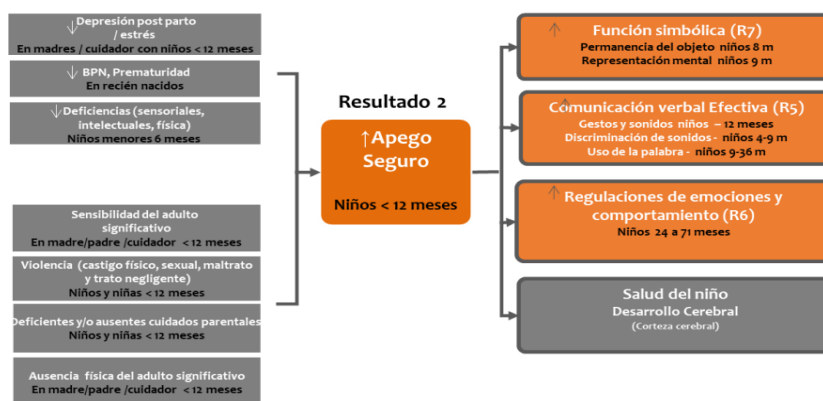 ↓Depresión post parto
/ estrés
En madres / cuidador con niños < 12 meses
↓ BPN, Prematuridad
En recién nacidos
↓Deficiencias (sensoriales,
intelectuales, física)
Niños menores 6 meses
Sensibilidad del adulto
significativo
En madre/padre /cuidador < 12 meses
Violencia (castigo físico, sexual, maltrato
y trato negligente)
Niños y niñas < 12 meses
Deficientes y/o ausentes cuidados parentales
Niños y niñas < 12 meses
Ausencia física del adulto significativo
En madre/padre /cuidador < 12 meses
Resultado 2
↑Apego
Seguro
Niños < 12 meses
↑ Función simbólica (R7)
Permanencia del objeto niños 8 m
Representación mental niños 9 m
↑ Comunicación verbal Efectiva (R5)
Gestos y sonidos niños – 12 meses
Discriminación de sonidos - niños 4-9 m
Uso de la palabra - niños 9-36 m
↑ Regulaciones de emociones y
comportamiento (R6)
Niños 24 a 71 meses
Salud del niño
Desarrollo Cerebral
(Corteza cerebral)